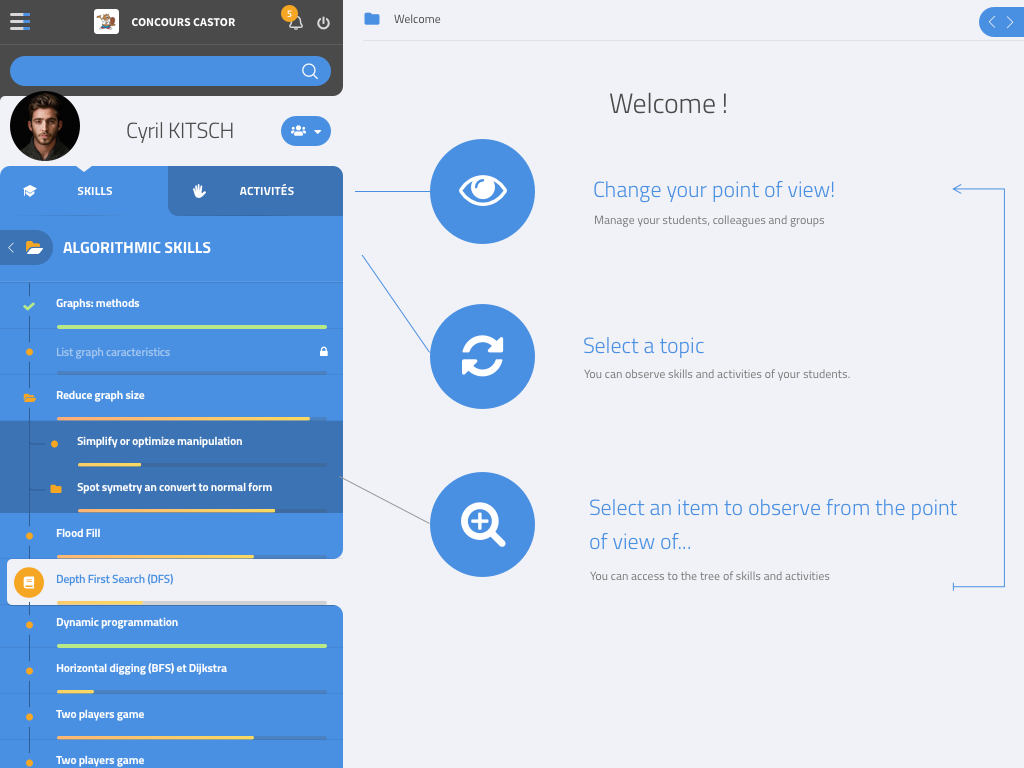 CONCOURS CASTOR
5
Welcome
Cyril KITSCH
SKILLS
ACTIVITÉS
ALGORITHMIC SKILLS
Graphs: methods
List graph caracteristics
Reduce graph size
Simplify or optimize manipulation
Spot symetry an convert to normal form
Flood Fill
Depth First Search (DFS)
Dynamic programmation
Horizontal digging (BFS) et Dijkstra
Two players game
Two players game
Welcome !
Change your point of view!
Manage your students, colleagues and groups
Select a topic
You can observe skills and activities of your students.
Select an item to observe from the point
of view of...
You can access to the tree of skills and activities